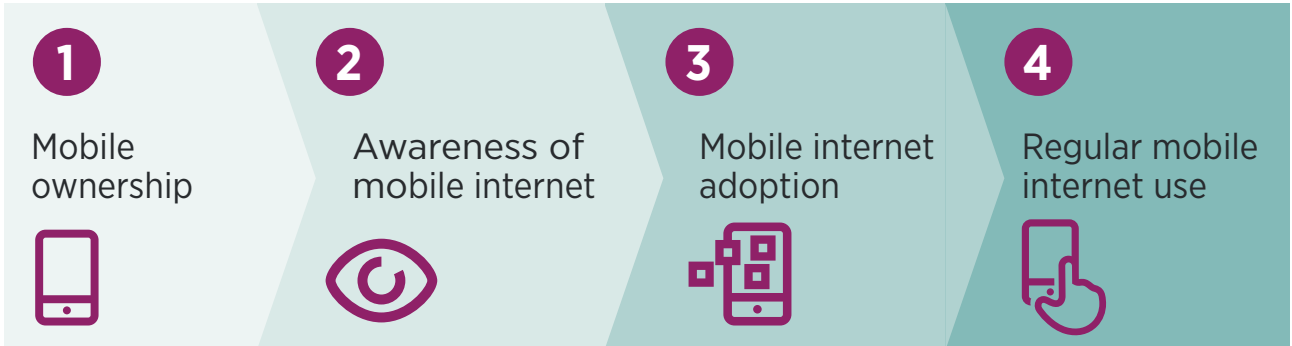 1
Mobile
ownership
2
Awareness of
mobile internet
3
Mobile internet
adoption
4
Regular mobile
internet use